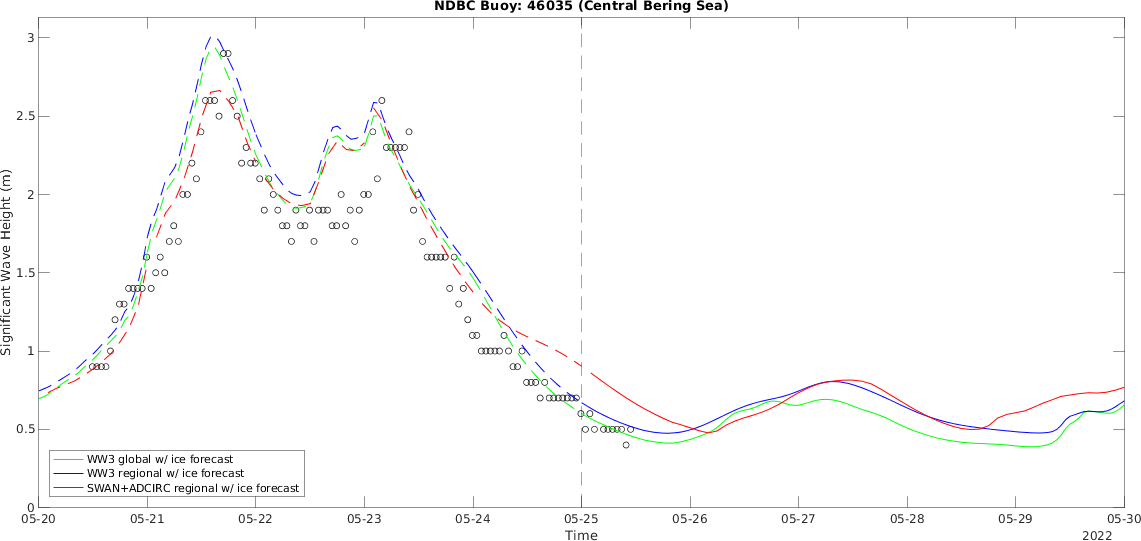 NDBC Buoy: 46035 (Central Bering Sea)
3
2.5
2
1.5
1
0.5
0
Significant Wave Height (m)
WW3 global w/ ice forecast
WW3 regional w/ ice forecast
SWAN+ADCIRC regional w/ ice forecast
05-20 05-21 05-22 05-23 05-24 05-25 05-26 05-27 05-28 05-29 05-30
Time
2022